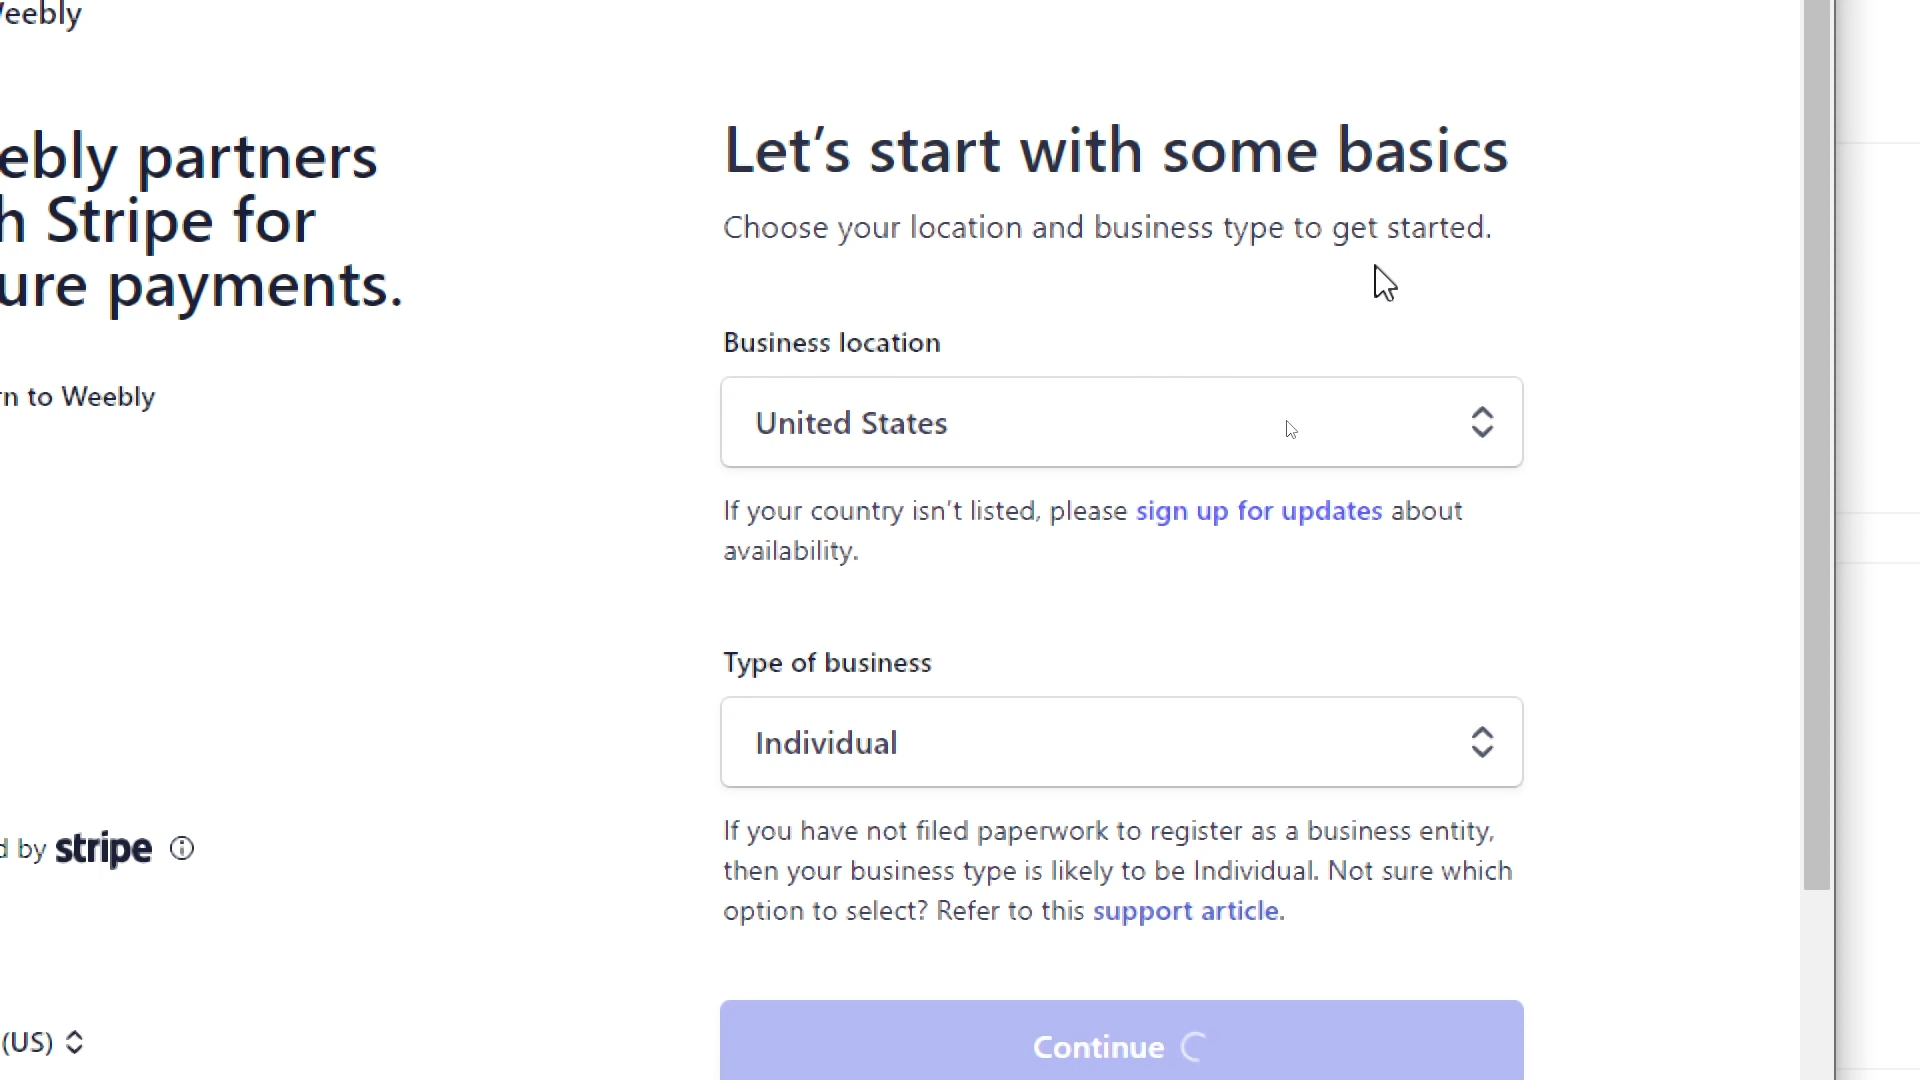 Weebly
ebly partners
h Stripe for
ure payments.
rn to Weebly
d by stripe
(US)
Let's start with some basics
Choose your location and business type to get started.
Business location
United States
If your country isn't listed, please sign up for updates about
availability.
Type of business
Individual
If you have not filed paperwork to register as a business entity,
then your business type is likely to be Individual. Not sure which
option to select? Refer to this support article.
Continue